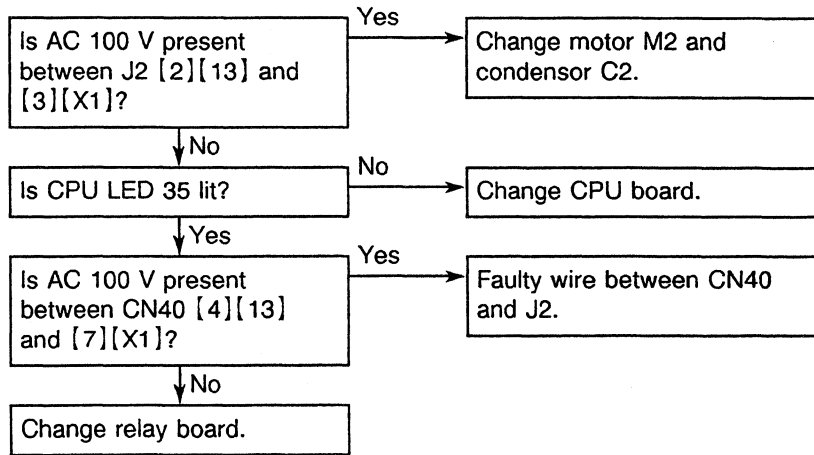 Is AC 100 V present
between J2 [2][13] and
[3][X1]?
Yes
Change motor M2 and
condensor C2.
No
Is CPU LED 35 lit?
No
Change CPU board.
Yes
Is AC 100 V present
between CN40 [4][13]
and [7][X1]?
Yes
Faulty wire between CN40
and J2.
No
Change relay board.